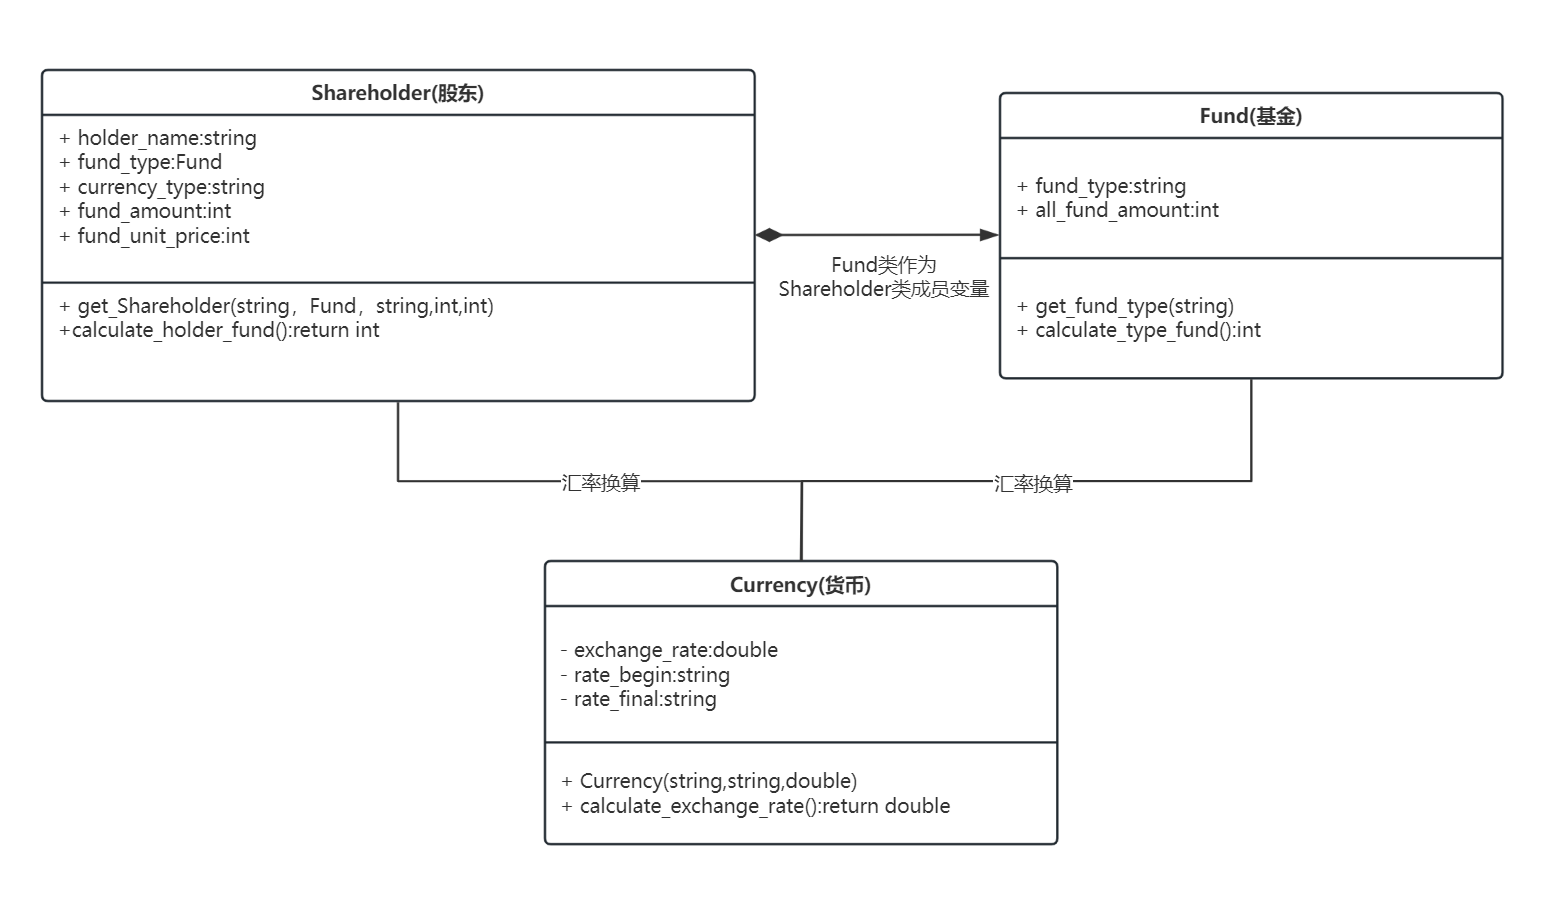 Shareholder(股东)
+ holder_name:string
+ fund_type:Fund
+ currency_type:string
+ fund_amount:int
+ fund_unit_price:int
+ get_Shareholder(string，Fund，string,int,int)
+calculate_holder_fund():return int
Fund类作为
Shareholder类成员变量
Fund(基金)
+ fund_type:string
+ all_fund_amount:int
+ get_fund_type(string)
+ calculate_type_fund():int
汇率换算
汇率换算
Currency(货币)
- exchange_rate:double
- rate_begin:string
- rate_final:string
+ Currency(string,string,double)
+ calculate_exchange_rate():return double